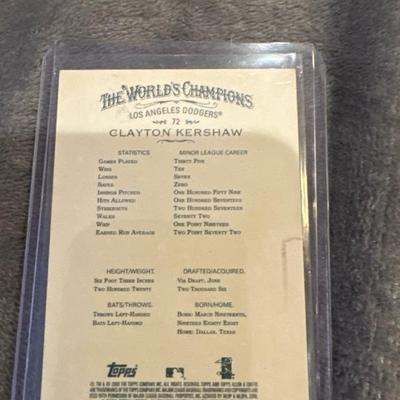 THE WORLD'S CHAMPIONS
LOS ANGELES DODGERS®
72
CLAYTON KERSHAW
STATISTICS MINOR LEAGUE CAREER
GAMES PLAYED THIRTY FIVE
WINS TEN
LOSSES SEVEN
SAVES ZERO
INNINGS PITCHED ONE HUNDRED FIFTY NINE
HITS ALLOWED ONE HUNDRED SEVENTEEN
STRIKEOUTS TWO HUNDRED SEVENTEEN
WALKS SEVENTY TWO
WHIP ONE POINT NINETEEN
EARNED RUN AVERAGE TWO POINT SEVENTY TWO
HEIGHT/WEIGHT. DRAFTED/ACQUIRED.
SIX FOOT THREE INCHES VIA DRAFT, JUNE
TWO HUNDRED TWENTY TWO THOUSAND SIX
BATS/THROWS. BORN/HOME.
THROWS LEFT-HANDED BORN: MARCH NINETEENTH,
BATS LEFT-HANDED NINETEEN EIGHTY EIGHT
HOME: DALLAS, TEXAS
Topps